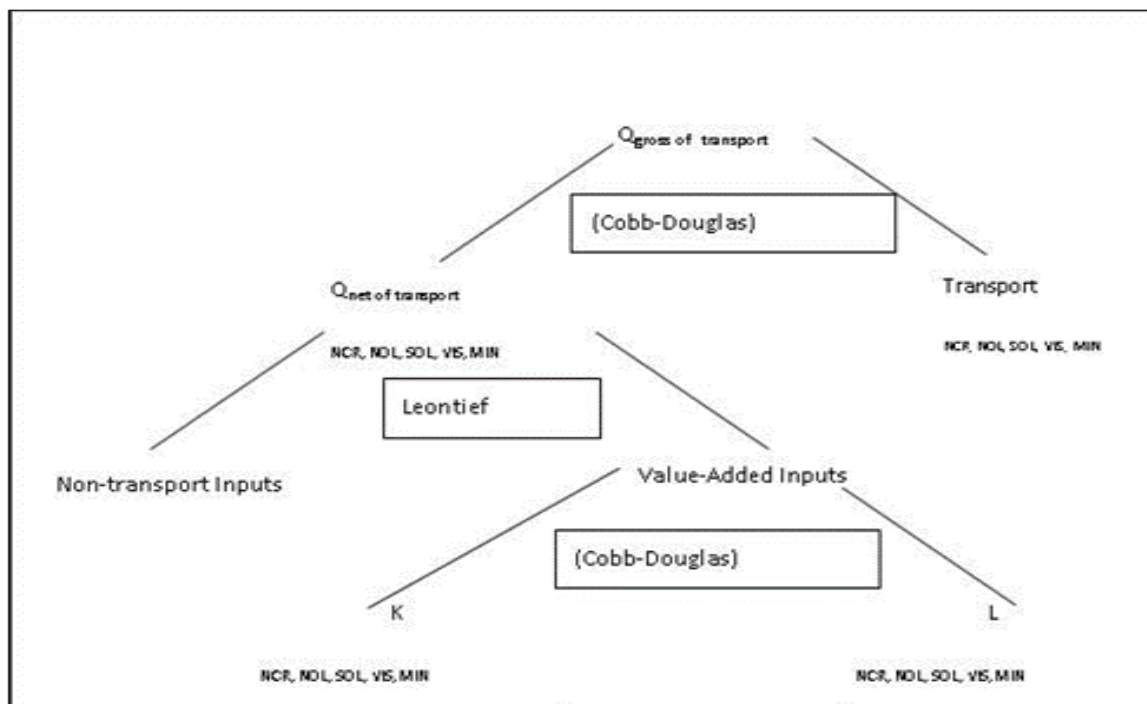 Qgross of transport
(Cobb-Douglas)
Qnet of transport
Transport
NCR, NOL, SOL, VIS, MIN
NCR, NOL, SOL, VIS, MIN
Leontief
Non-transport Inputs
Value-Added Inputs
(Cobb-Douglas)
K
L
NCR, NOL, SOL, VIS, MIN
NCR, NOL, SOL, VIS, MIN